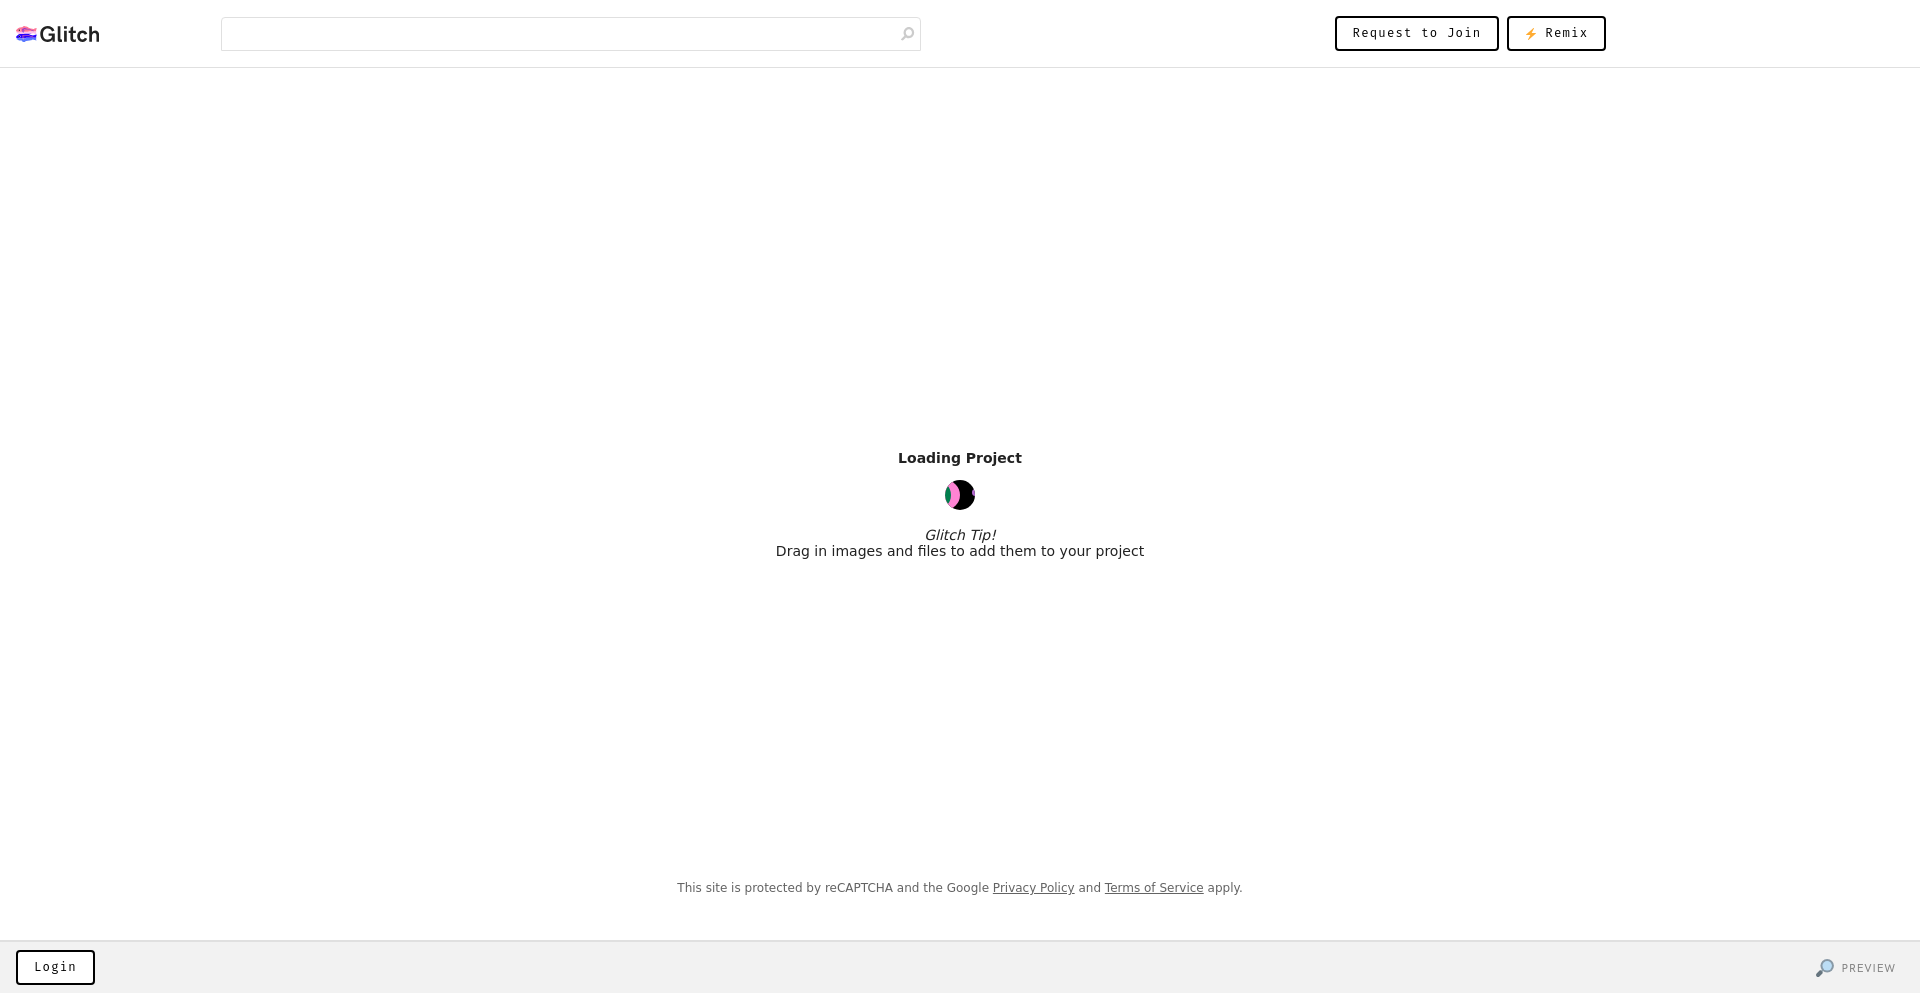 Glitch
Request to Join
Remix
Loading Project
Glitch Tip!
Drag in images and files to add them to your project
This site is protected by reCAPTCHA and the Google Privacy Policy and Terms of Service apply.
Login
PREVIEW